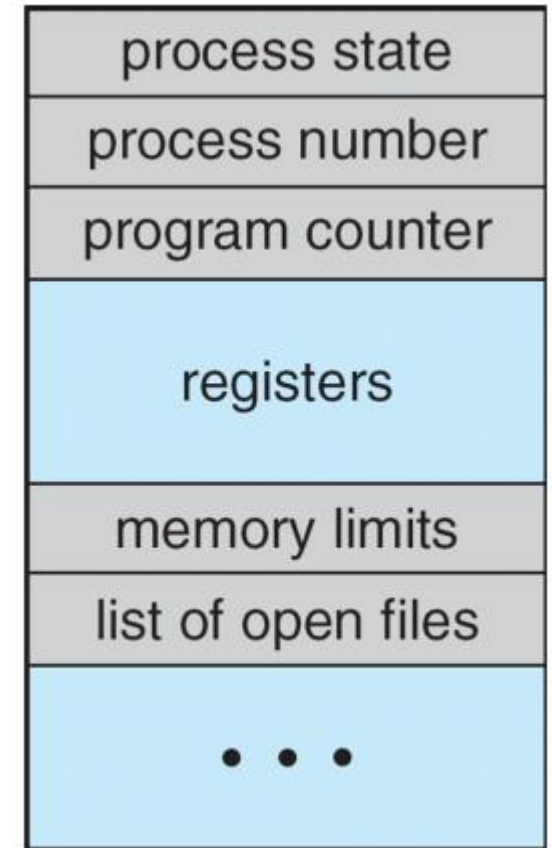 process state
process number
program counter
registers
memory limits
list of open files
• • •